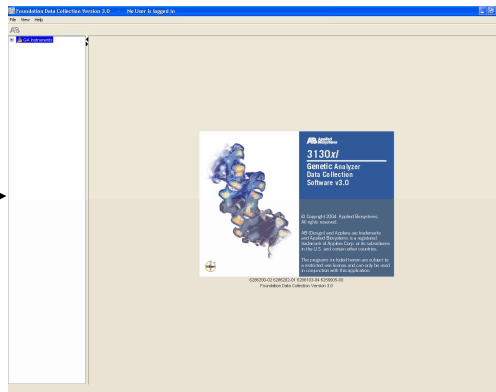 Foundation Data Collection Version 3.0 No User is logged in
File View Help
AB
GA Instruments
AB Applied
Biosystems
3130xl
Genetic Analyzer
Data Collection
Software v3.0
© Copyright 2004. Applied Biosystems.
All rights reserved.
AB (Design) and Applera are trademarks
and Applied Biosystems is a registered
trademark of Applera Corp. or its subsidiaries
in the U.S. and certain other countries.
The programs included herein are subject to
a restricted use license and can only be used
in conjunction with this application.
Foundation Data Collection Version 3.0